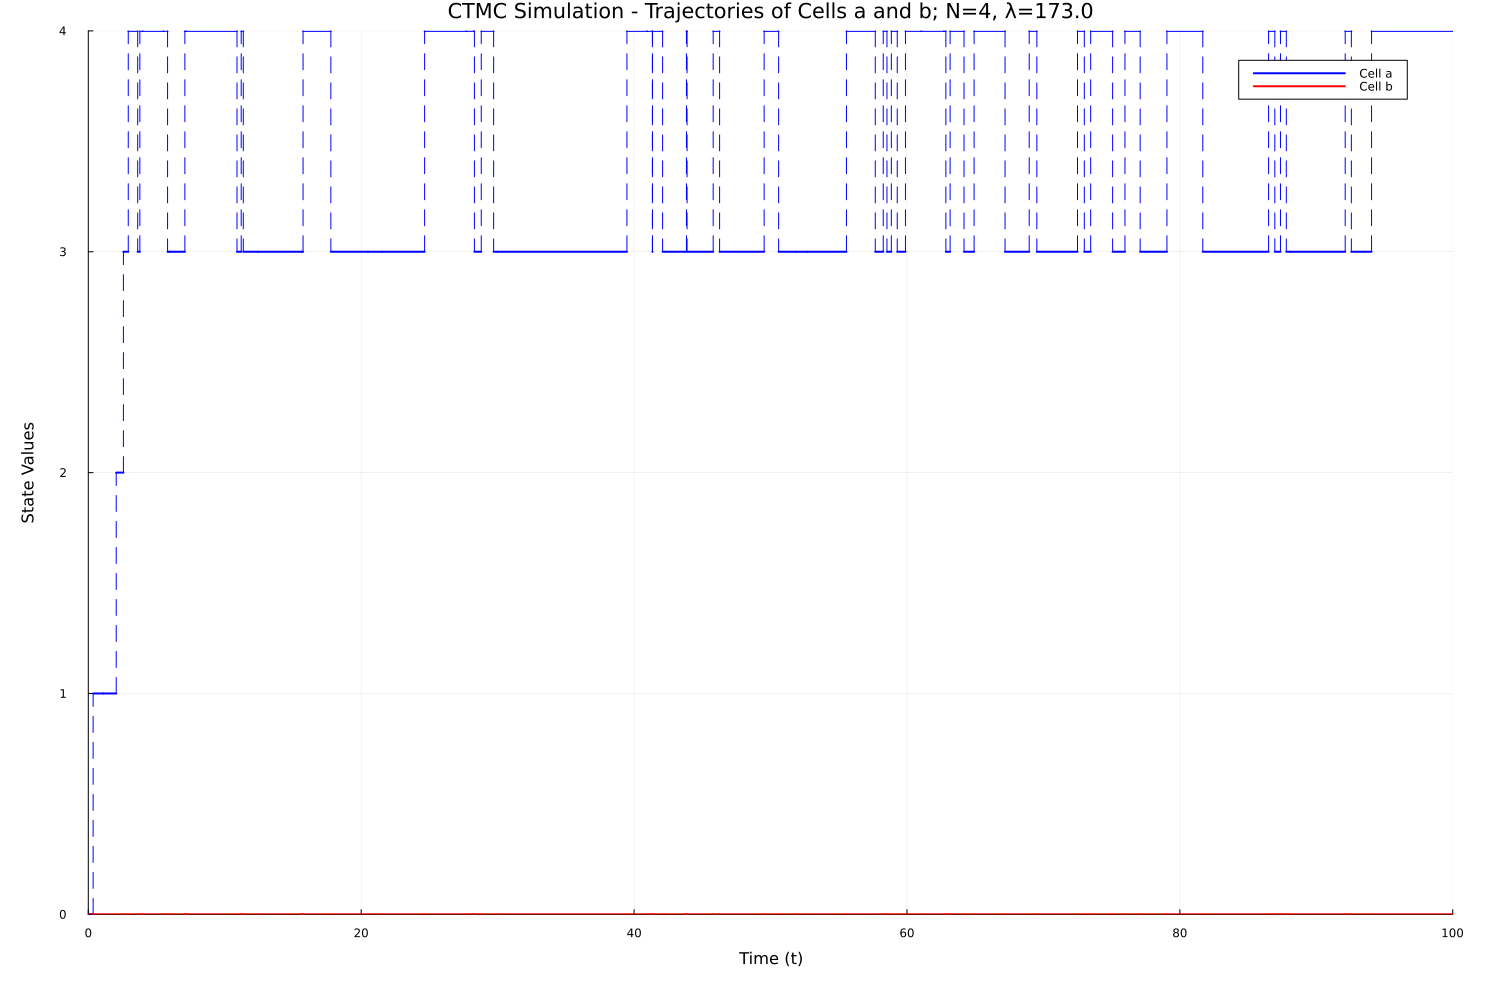 CTMC Simulation - Trajectories of Cells a and b; N=4, λ=173.0
4
Cell a
Cell b
3
State Values
2
1
0
0 20 40 60 80 100
Time (t)